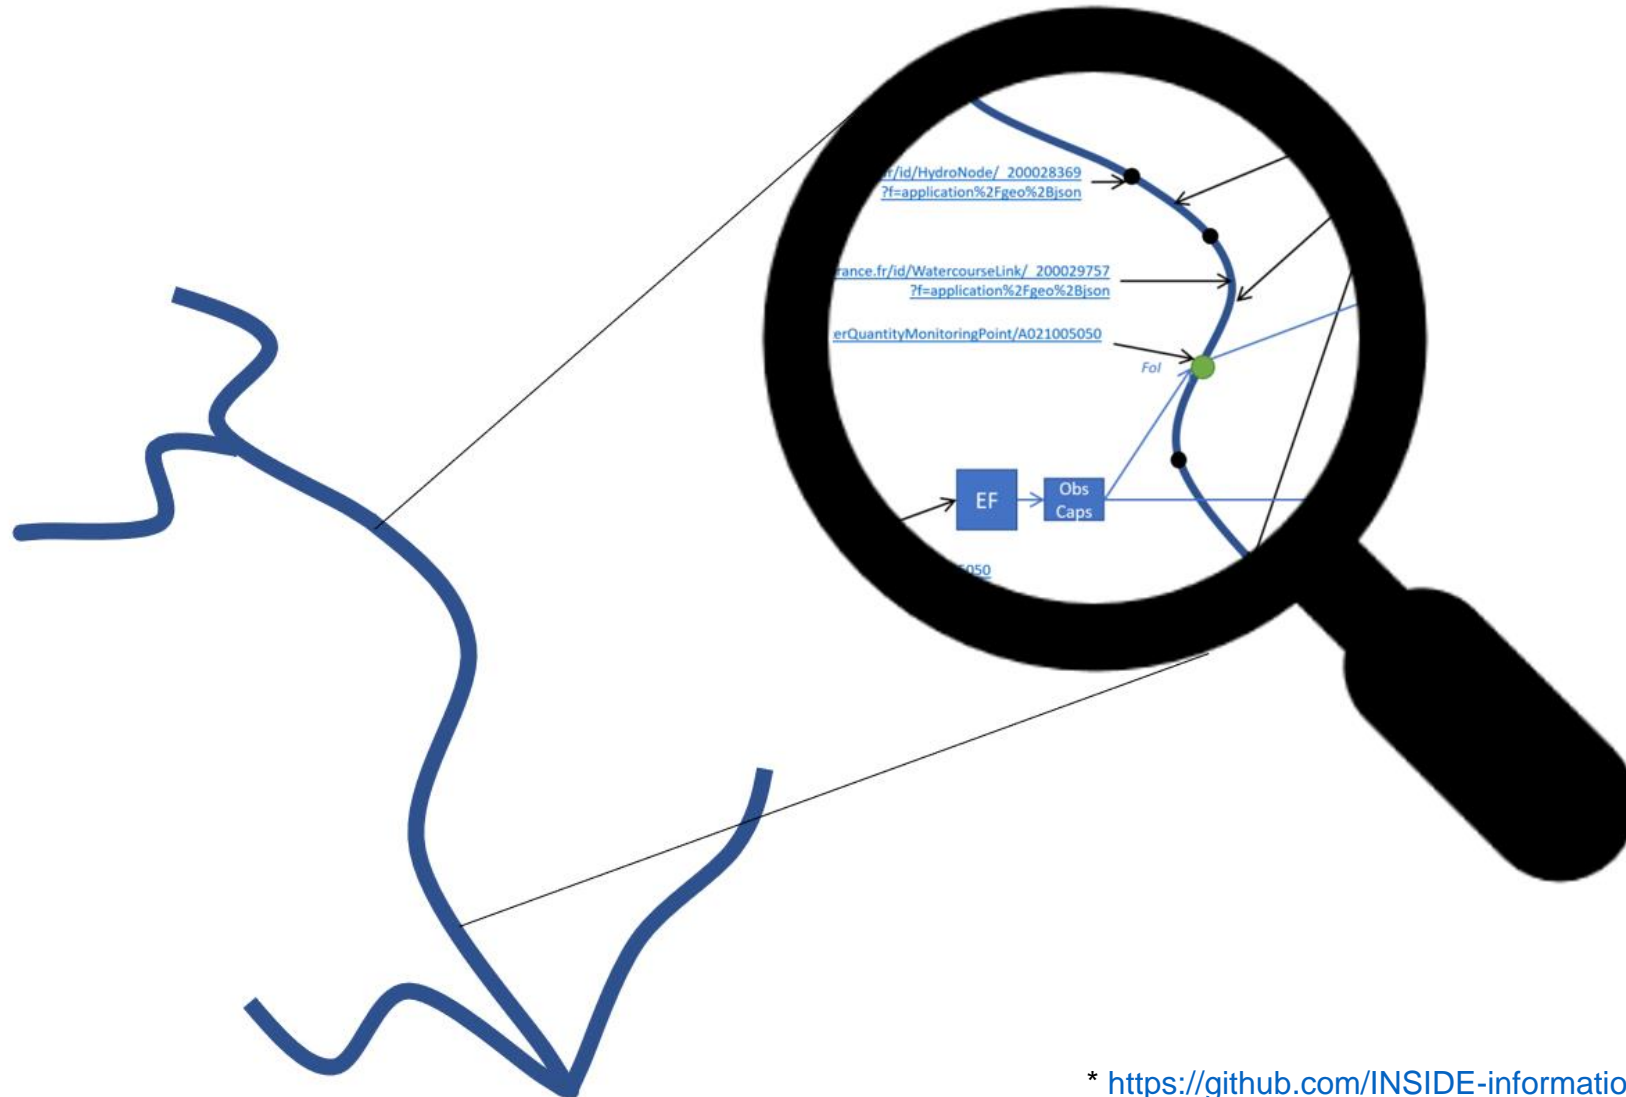 r/id/HydroNode/_200028369
?f=application%2Fgeo%2Bjson
rance.fr/id/WatercourseLink/_200029757
?f=application%2Fgeo%2Bjson
erQuantityMonitoringPoint/A021005050
FoI
EF
Obs
Caps
5050
* https://github.com/INSIDE-informatio